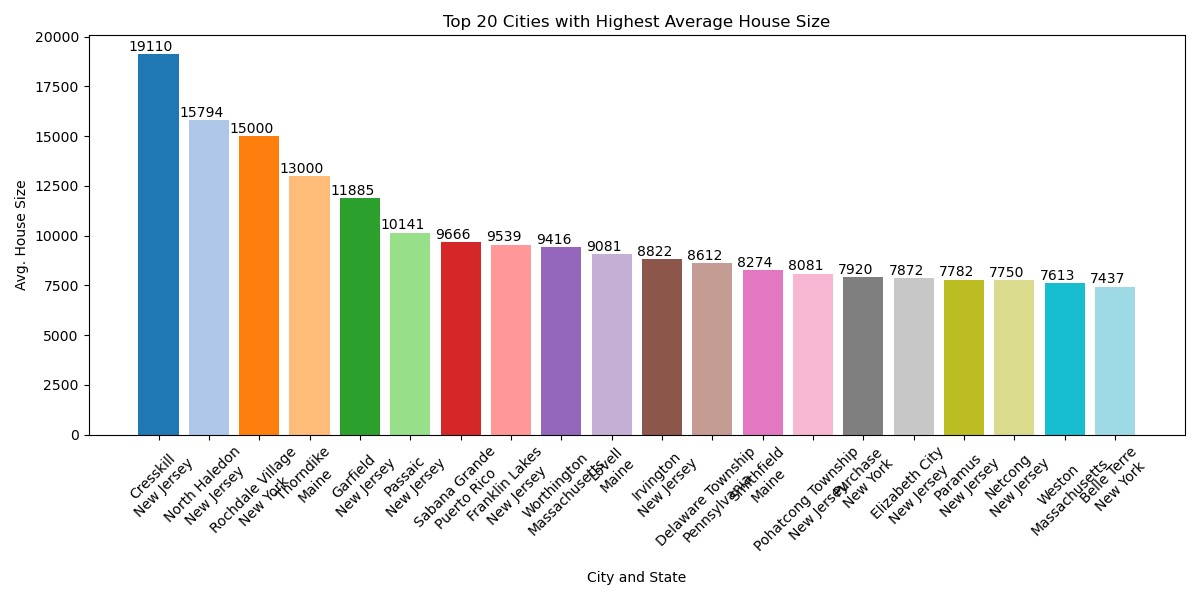 Top 20 Cities with Highest Average House Size
Avg. House Size
20000
17500
15000
12500
10000
7500
5000
2500
0
19110
15794
15000
13000
11885
10141
9666
9539
9416
9081
8822
8612
8274
8081
7920
7872
7782
7750
7613
7437
Cresskill
New Jersey
North Haledon
New Jersey
Rochdale Village
New York
Thorndike
Maine
Garfield
New Jersey
Passaic
New Jersey
Sabana Grande
Puerto Rico
Franklin Lakes
New Jersey
Worthington
Massachusetts
Lovell
Maine
Irvington
New Jersey
Delaware Township
Pennsylvania
Smithfield
Maine
Pohatcong Township
New Jersey
Purchase
New York
Elizabeth City
New Jersey
Paramus
New Jersey
Netcong
New Jersey
Weston
Massachusetts
Belle Terre
New York
City and State